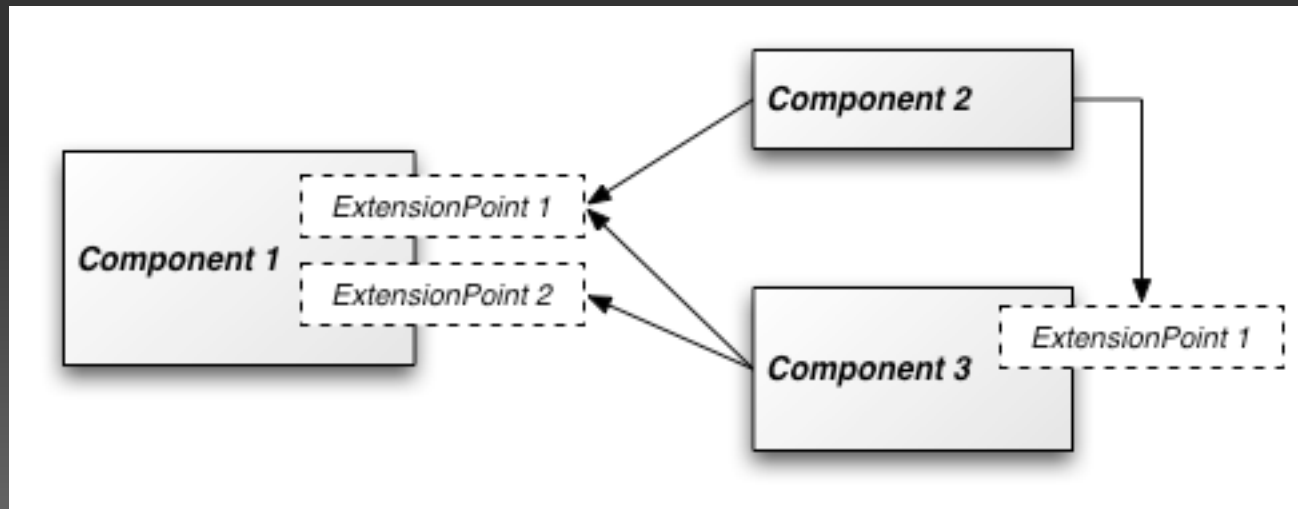 Component 2
ExtensionPoint 1
Component 1
ExtensionPoint 2
Component 3
ExtensionPoint 1